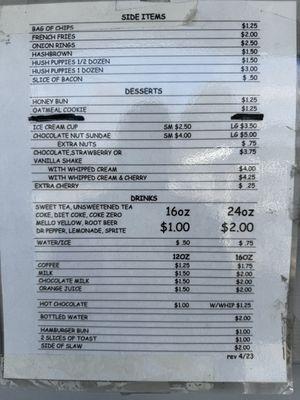 SIDE ITEMS
BAG OF CHIPS $1.25
FRENCH FRIES $2.00
ONION RINGS $2.50
HASHBROWN $1.50
HUSH PUPPIES 1/2 DOZEN $1.50
HUSH PUPPIES 1 DOZEN $3.00
SLICE OF BACON $ .50
DESSERTS
HONEY BUN $1.25
OATMEAL COOKIE $1.25
ICE CREAM CUP SM $2.50 LG $3.50
CHOCOLATE NUT SUNDAE SM $4.00 LG $5.00
EXTRA NUTS $ .75
CHOCOLATE,STRAWBERRY OR $3.75
VANILLA SHAKE
WITH WHIPPED CREAM $4.00
WITH WHIPPED CREAM & CHERRY $4.25
EXTRA CHERRY $ .25
DRINKS
SWEET TEA, UNSWEETENED TEA
COKE, DIET COKE, COKE ZERO 16oz 24oz
MELLO YELLOW, ROOT BEER
DR PEPPER, LEMONADE, SPRITE $1.00 $2.00
WATER/ICE $ .50 $ .75
12OZ 16OZ
COFFEE $1.25 $1.75
MILK $1.50 $2.00
CHOCOLATE MILK $1.50 $2.00
ORANGE JUICE $1.50 $2.00
HOT CHOCOLATE $1.00 W/WHIP $1.25
BOTTLED WATER $2.00
HAMBURGER BUN $1.00
2 SLICES OF TOAST $1.00
SIDE OF SLAW $2.00
rev 4/23